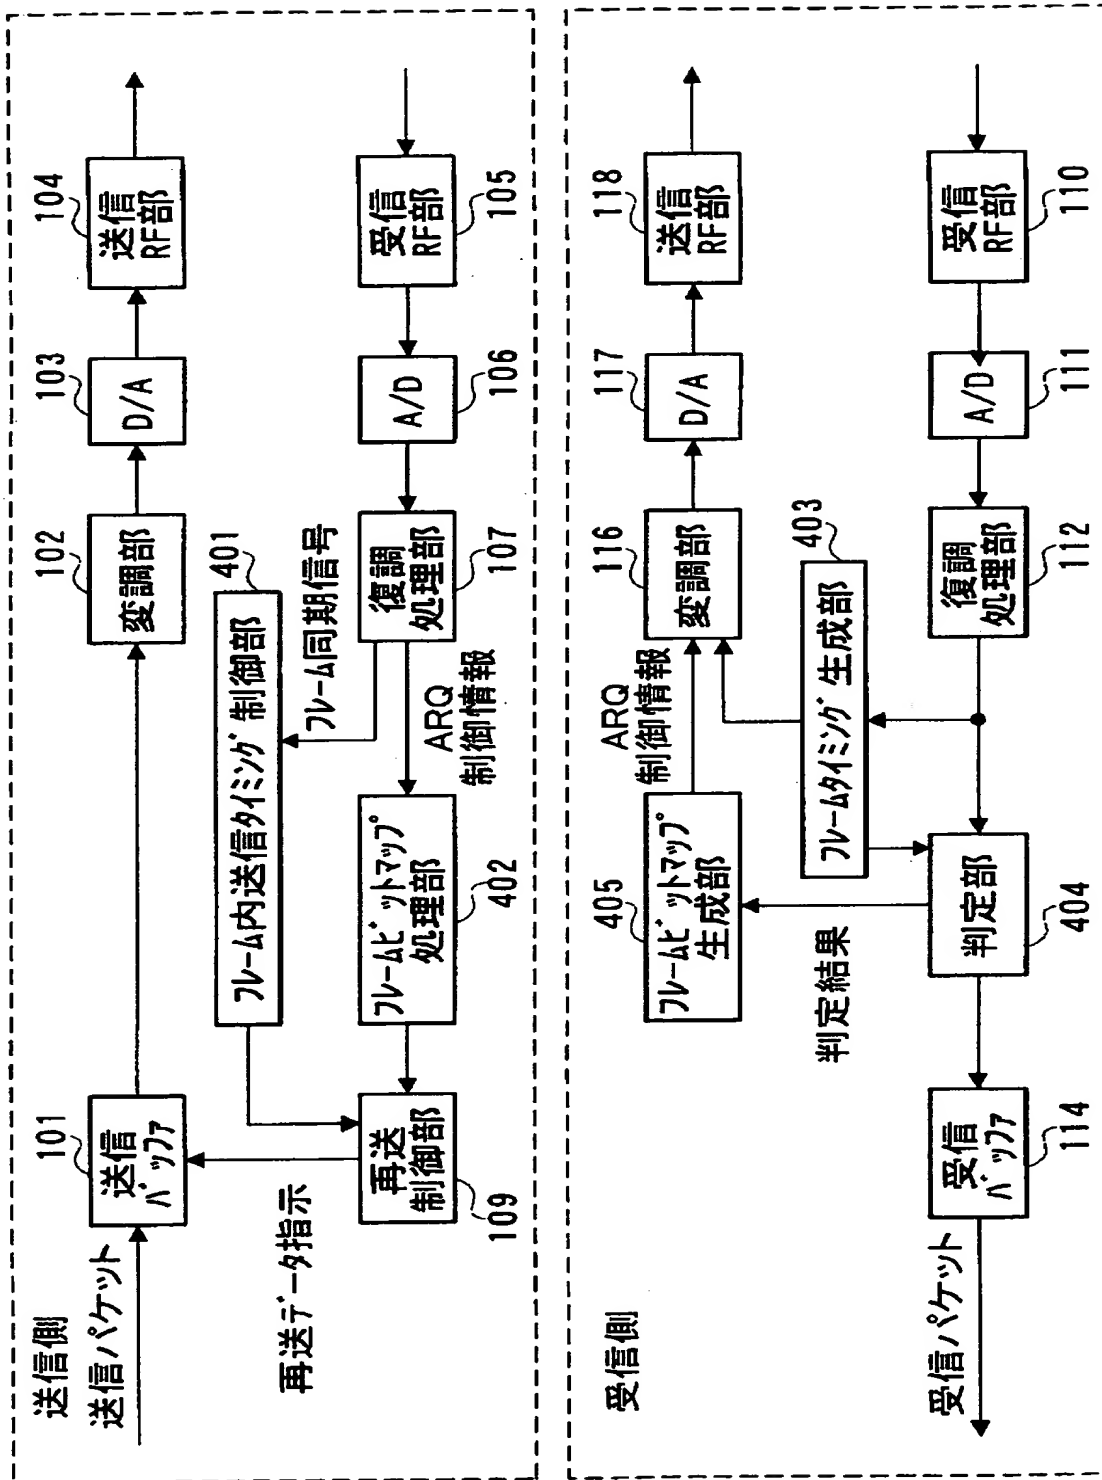 送信側
送信パケット
101
送信
バッファ
102
変調部
103
D/A
104
送信
RF部
フレーム内送信タイミング制御部
401
フレーム同期信号
再送データ指示
再送
制御部
109
フレームビットマップ
処理部
402
ARQ
制御情報
復調
処理部
107
A/D
106
受信
RF部
105
受信側
405
フレームビットマップ
生成部
ARQ
制御情報
116
変調部
117
D/A
118
送信
RF部
判定結果
フレームタイミング生成部
403
受信パケット
受信
バッファ
114
判定部
404
復調
処理部
112
A/D
111
受信
RF部
110